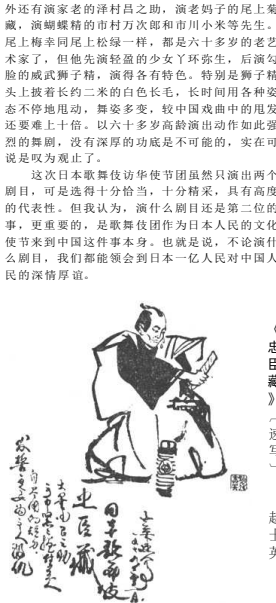 外还有演家老的泽村昌之助，演老妈子的尾上菊
藏，演蝴蝶精的市村万次郎和市川小米等先生。
尾上梅幸同尾上松绿一样，都是六十多岁的老艺
术家了，但他先演轻盈的少女丫环弥生，后演勾
脸的威武狮子精，演得各有特色。特别是狮子精
头上披着长约二米的白色长毛，长时间用各种姿
态不停地甩动，舞姿多变，较中国戏曲中的甩发
还要难上十倍。以六十多岁高龄演出动作如此强
烈的舞剧，没有深厚的功底是不可能的，实在可
说是叹为观止了。
这次日本歌舞伎访华使节团虽然只演出两个
剧目，可是选得十分恰当，十分精采，具有高度
的代表性。但我认为，演什么剧目还是第二位的
事，更重要的，是歌舞伎团作为日本人民的文化
使节来到中国这件事本身。也就是说，不论演什
么剧目，我们都能领会到日本一亿人民对中国人
民的深情厚谊。
《忠臣藏》（速写）
赵士英
日本歌舞伎
忠臣藏